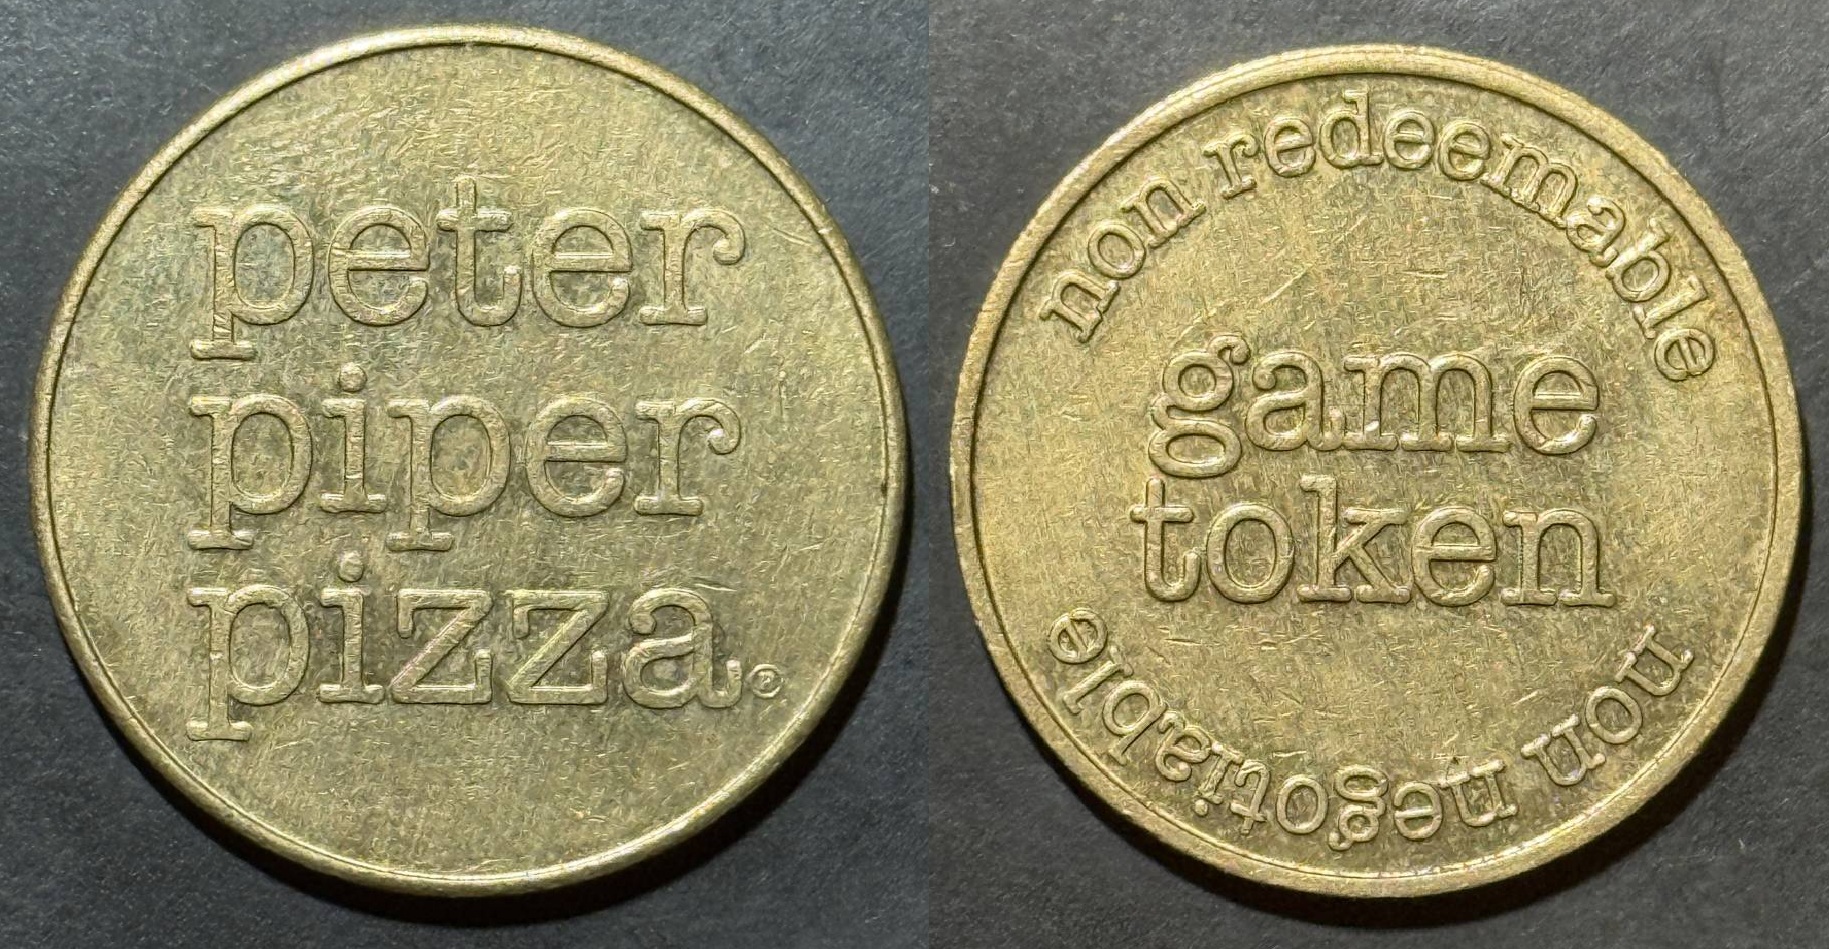 peter
piper
pizza®
non redeemable
game
token
non negotiable